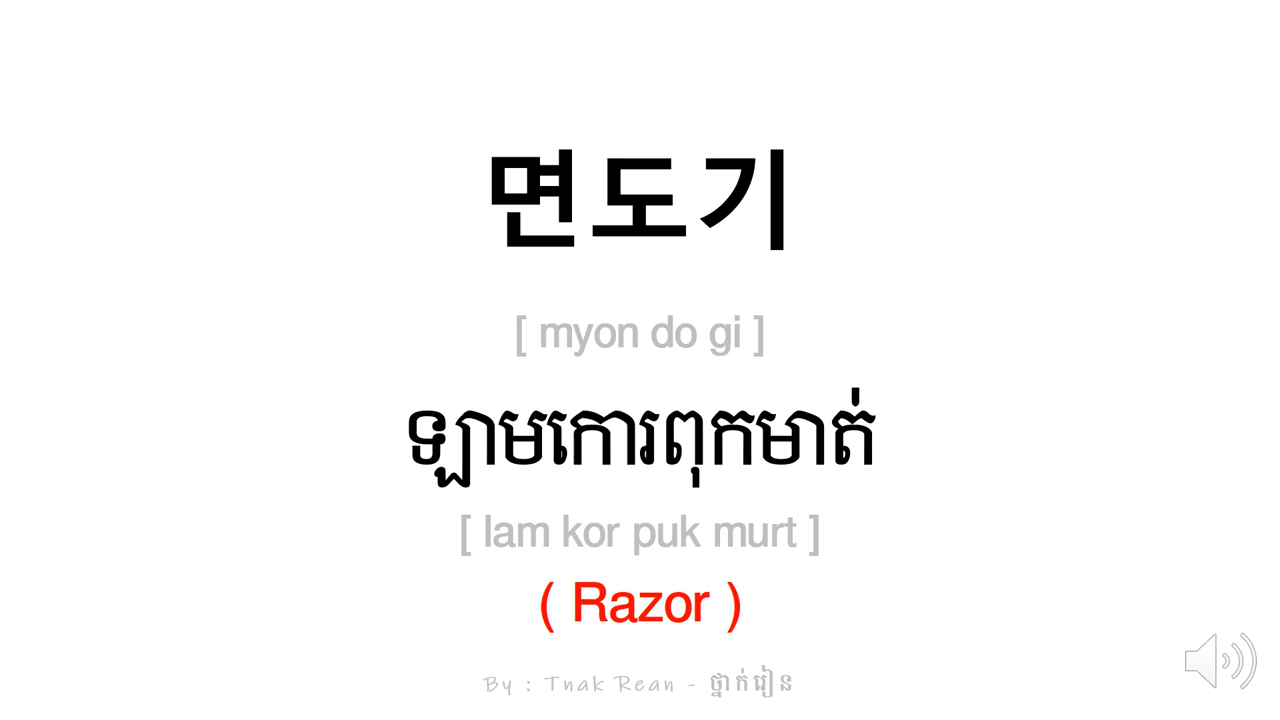 면도기
[ myon do gi ]
ឡាមកោរពុកមាត់
[ lam kor puk murt ]
( Razor )
By : Tnak Rean - ថ្នាក់រៀន